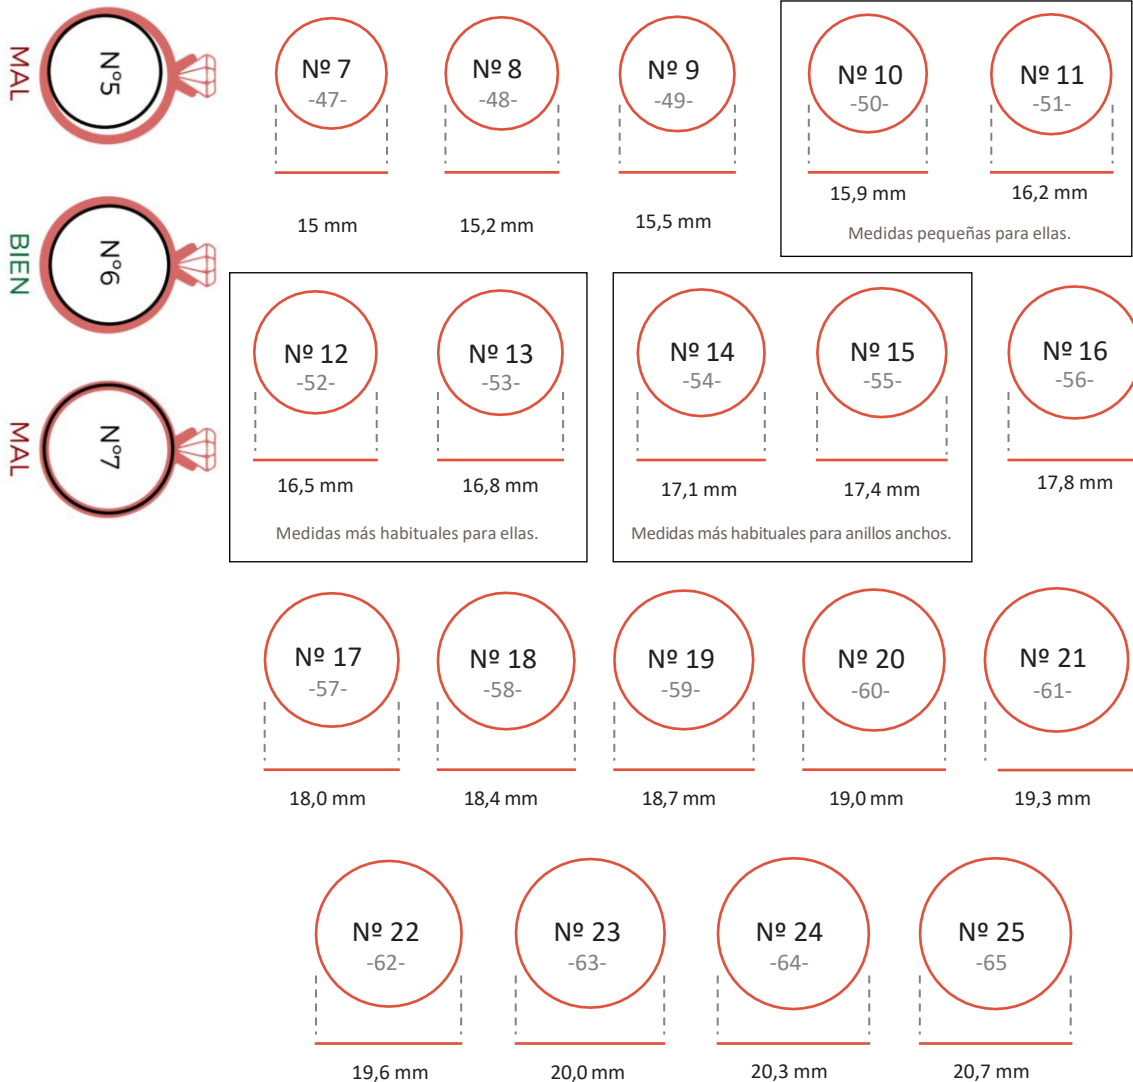 Nº5
MAL
Nº6
BIEN
Nº7
MAL
Nº 7
-47-
15 mm
Nº 8
-48-
15,2 mm
Nº 9
-49-
15,5 mm
Nº 10
-50-
15,9 mm
Nº 11
-51-
16,2 mm
Medidas pequeñas para ellas.
Nº 12
-52-
16,5 mm
Nº 13
-53-
16,8 mm
Medidas más habituales para ellas.
Nº 14
-54-
17,1 mm
Nº 15
-55-
17,4 mm
Medidas más habituales para anillos anchos.
Nº 16
-56-
17,8 mm
Nº 17
-57-
18,0 mm
Nº 18
-58-
18,4 mm
Nº 19
-59-
18,7 mm
Nº 20
-60-
19,0 mm
Nº 21
-61-
19,3 mm
Nº 22
-62-
19,6 mm
Nº 23
-63-
20,0 mm
Nº 24
-64-
20,3 mm
Nº 25
-65
20,7 mm